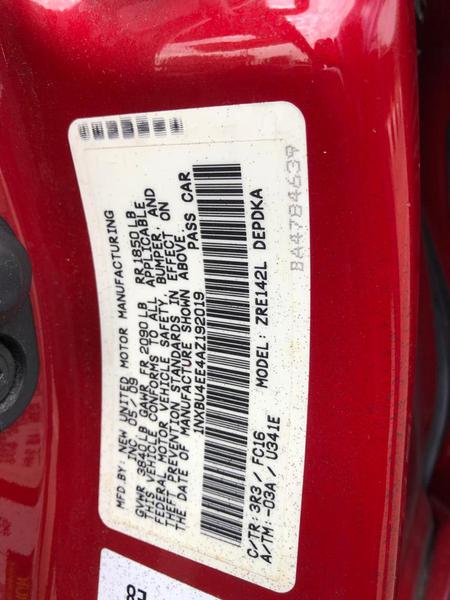 MFD BY: NEW UNITED MOTOR MANUFACTURING
INC. 05/09
GVWR 3840LB GAWR FR 2090LB RR 1850LB
THIS VEHICLE CONFORMS TO ALL APPLICABLE
FEDERAL MOTOR VEHICLE SAFETY, BUMPER, AND
THEFT PREVENTION STANDARDS IN EFFECT ON
THE DATE OF MANUFACTURE SHOWN ABOVE.
1NXBU4EE4AZ192019 PASS CAR
C/TR: 3R3 / FC16 MODEL: ZRE142L DEPDKA
A/TM: -03A / U341E
BA4784639